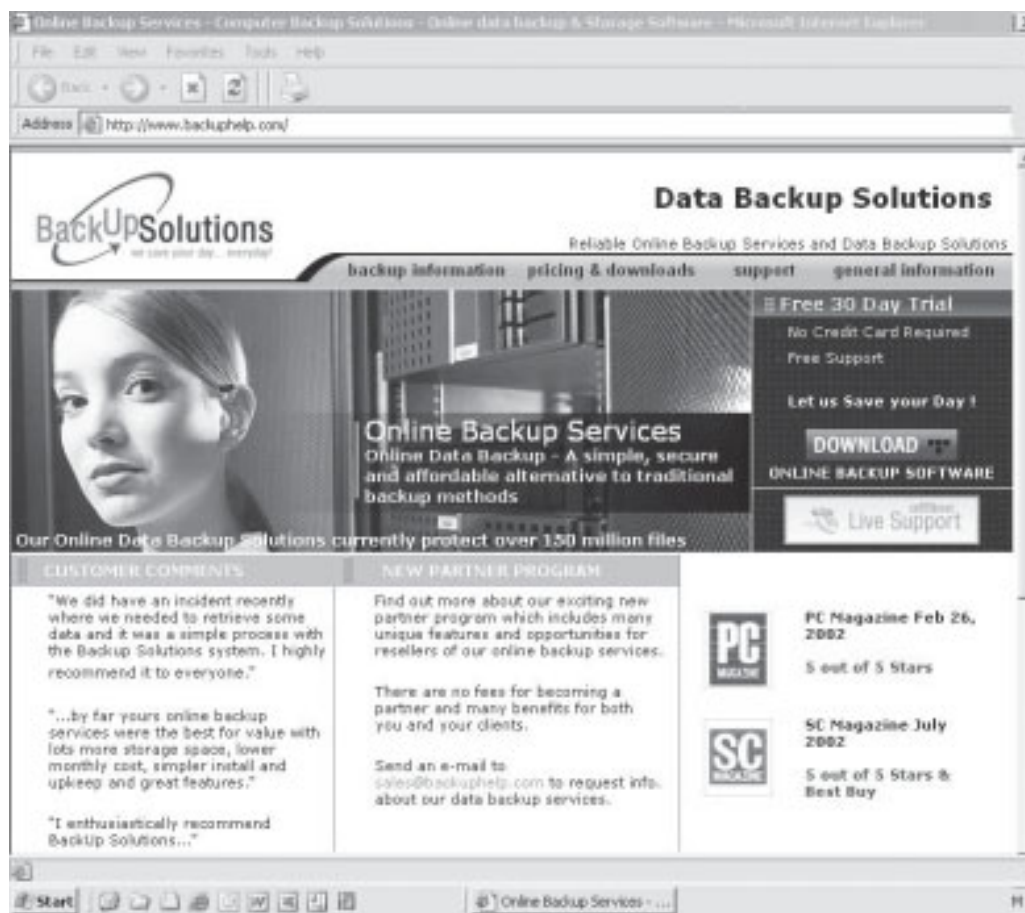 Online Backup Services - Computer Backup Solutions - Online data backup & Storage Software - Microsoft Internet Explorer
File Edit View Favorites Tools Help
Back
Address http://www.backuphelp.com/
BackUpSolutions
we save your day... everyday!
Data Backup Solutions
Reliable Online Backup Services and Data Backup Solutions
backup information pricing & downloads support general information
Free 30 Day Trial
No Credit Card Required
Free Support
Let us Save your Day !
DOWNLOAD
ONLINE BACKUP SOFTWARE
offline
Live Support
Online Backup Services
Online Data Backup - A simple, secure
and affordable alternative to traditional
backup methods
Our Online Data Backup Solutions currently protect over 150 million files
CUSTOMER COMMENTS
"We did have an incident recently
where we needed to retrieve some
data and it was a simple process with
the Backup Solutions system. I highly
recommend it to everyone."
"...by far yours online backup
services were the best for value with
lots more storage space, lower
monthly cost, simpler install and
upkeep and great features."
"I enthusiastically recommend
BackUp Solutions..."
NEW PARTNER PROGRAM
Find out more about our exciting new
partner program which includes many
unique features and opportunities for
resellers of our online backup services.
There are no fees for becoming a
partner and many benefits for both
you and your clients.
Send an e-mail to
sales@backuphelp.com to request info.
about our data backup services.
PC
MAGAZINE
PC Magazine Feb 26,
2002
5 out of 5 Stars
SC
MAGAZINE
SC Magazine July
2002
5 out of 5 Stars &
Best Buy
Start
Online Backup Services - ...